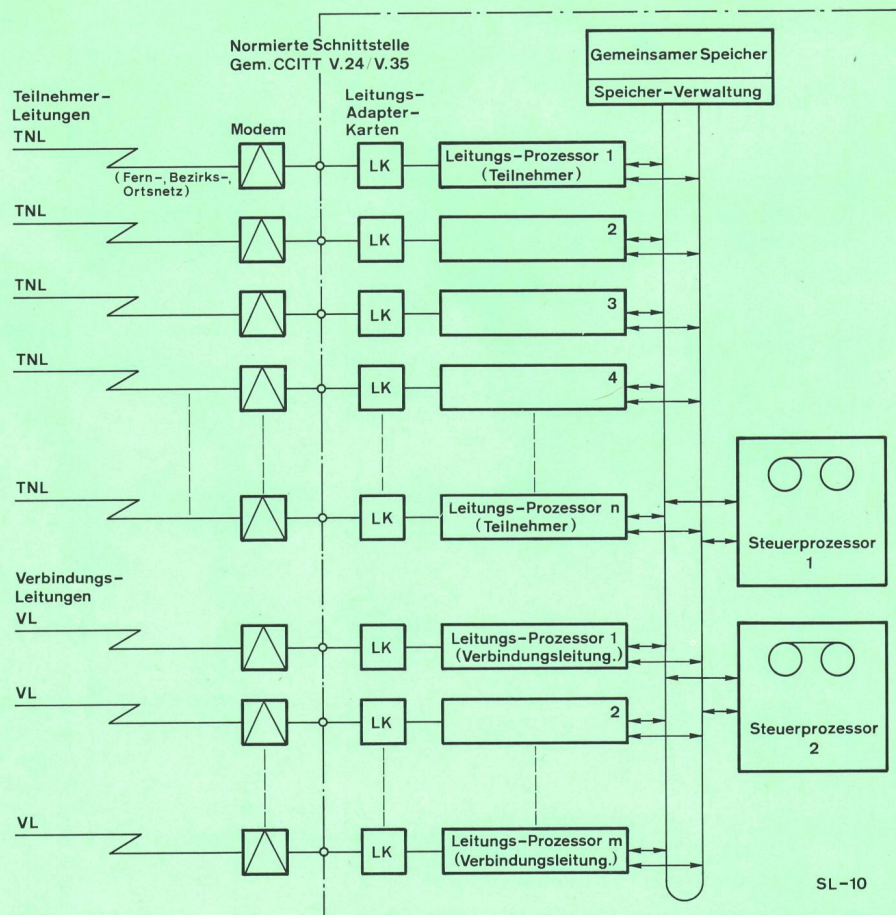 Normierte Schnittstelle
Gem. CCITT V.24/V.35
Gemeinsamer Speicher
Speicher-Verwaltung
Teilnehmer-
Leitungen
TNL
Modem
Leitungs-
Adapter-
Karten
(Fern-, Bezirks-,
Ortsnetz)
LK
Leitungs-Prozessor 1
(Teilnehmer)
TNL
LK
2
TNL
LK
3
TNL
LK
4
TNL
LK
Leitungs-Prozessor n
(Teilnehmer)
Steuerprozessor
1
Verbindungs-
Leitungen
VL
LK
Leitungs-Prozessor 1
(Verbindungsleitung.)
VL
LK
2
Steuerprozessor
2
VL
LK
Leitungs-Prozessor m
(Verbindungsleitung.)
SL-10